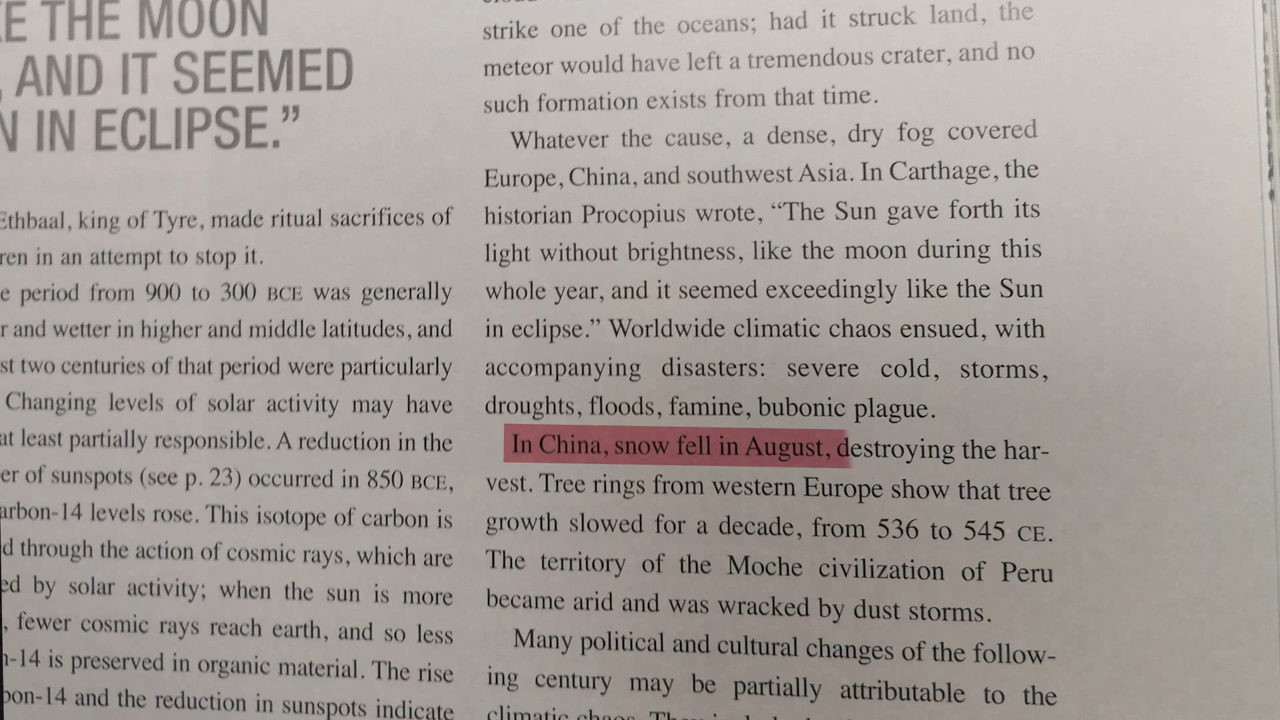 THE MOON
AND IT SEEMED
IN ECLIPSE.”
Ethbaal, king of Tyre, made ritual sacrifices of
in an attempt to stop it.
period from 900 to 300 BCE was generally
and wetter in higher and middle latitudes, and
two centuries of that period were particularly
Changing levels of solar activity may have
at least partially responsible. A reduction in the
of sunspots (see p. 23) occurred in 850 BCE,
carbon-14 levels rose. This isotope of carbon is
through the action of cosmic rays, which are
by solar activity; when the sun is more
, fewer cosmic rays reach earth, and so less
-14 is preserved in organic material. The rise
carbon-14 and the reduction in sunspots indicate
strike one of the oceans; had it struck land, the
meteor would have left a tremendous crater, and no
such formation exists from that time.
Whatever the cause, a dense, dry fog covered
Europe, China, and southwest Asia. In Carthage, the
historian Procopius wrote, “The Sun gave forth its
light without brightness, like the moon during this
whole year, and it seemed exceedingly like the Sun
in eclipse.” Worldwide climatic chaos ensued, with
accompanying disasters: severe cold, storms,
droughts, floods, famine, bubonic plague.
In China, snow fell in August, destroying the har-
vest. Tree rings from western Europe show that tree
growth slowed for a decade, from 536 to 545 CE.
The territory of the Moche civilization of Peru
became arid and was wracked by dust storms.
Many political and cultural changes of the follow-
ing century may be partially attributable to the
climatic chaos.